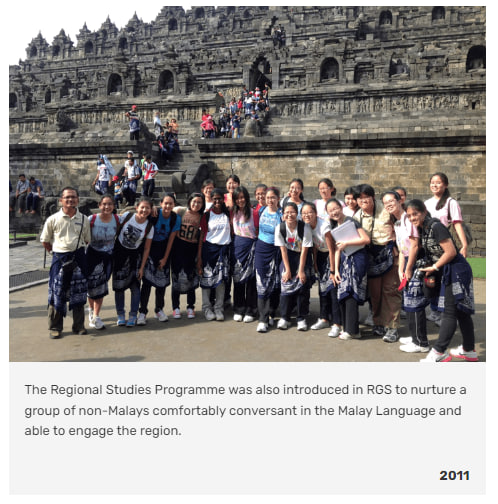 The Regional Studies Programme was also introduced in RGS to nurture a
group of non-Malays comfortably conversant in the Malay Language and
able to engage the region.
2011